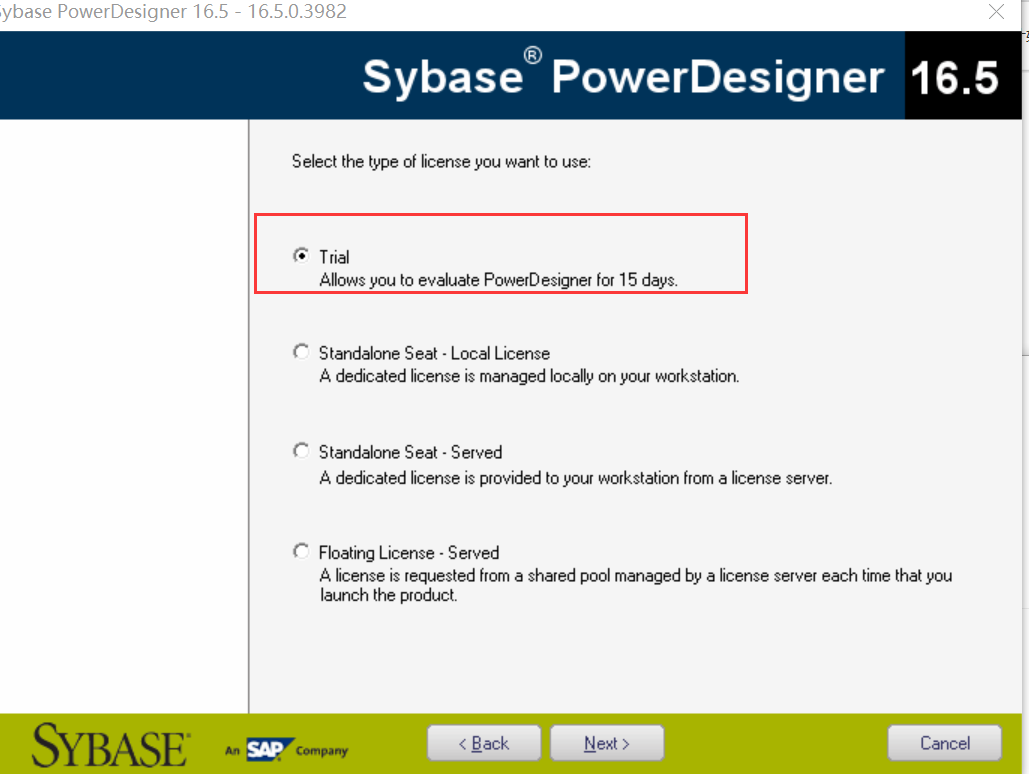 ybase PowerDesigner 16.5 - 16.5.0.3982
Sybase® PowerDesigner 16.5
Select the type of license you want to use:
Trial
Allows you to evaluate PowerDesigner for 15 days.
Standalone Seat - Local License
A dedicated license is managed locally on your workstation.
Standalone Seat - Served
A dedicated license is provided to your workstation from a license server.
Floating License - Served
A license is requested from a shared pool managed by a license server each time that you
launch the product.
SYBASE® An SAP Company
< Back Next > Cancel